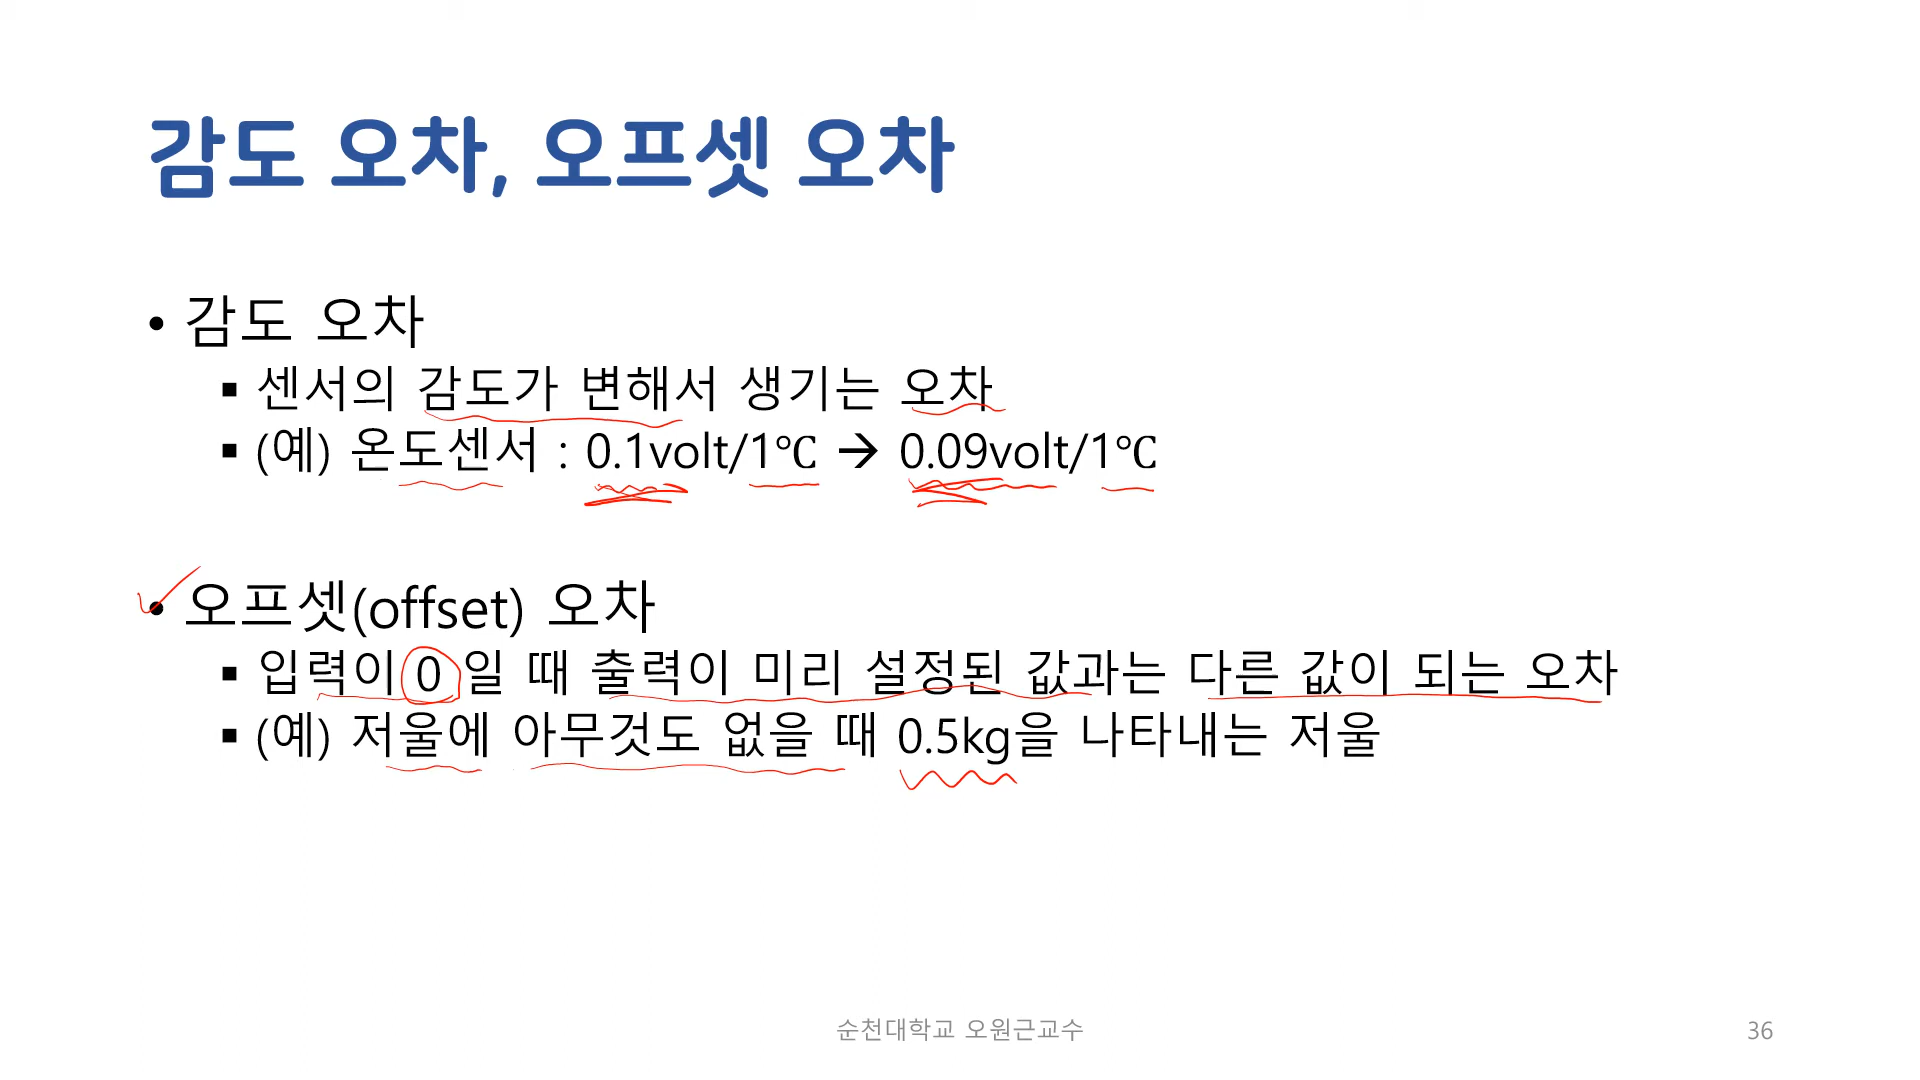 감도 오차, 오프셋 오차
• 감도 오차
▪ 센서의 감도가 변해서 생기는 오차
▪ (예) 온도센서 : 0.1volt/1℃ → 0.09volt/1℃
• 오프셋(offset) 오차
▪ 입력이 0 일 때 출력이 미리 설정된 값과는 다른 값이 되는 오차
▪ (예) 저울에 아무것도 없을 때 0.5kg을 나타내는 저울
순천대학교 오원근교수
36